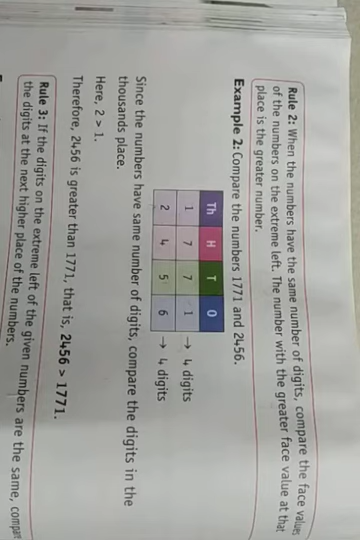 Rule 2: When the numbers have the same number of digits, compare the face values
of the numbers on the extreme left. The number with the greater face value at that
place is the greater number.
Example 2: Compare the numbers 1771 and 2456.
Th H T O
1 7 7 1 → 4 digits
2 4 5 6 → 4 digits
Since the numbers have same number of digits, compare the digits in the
thousands place.
Here, 2 > 1.
Therefore, 2456 is greater than 1771, that is, 2456 > 1771.
Rule 3: If the digits on the extreme left of the given numbers are the same, compare
the digits at the next higher place of the numbers.